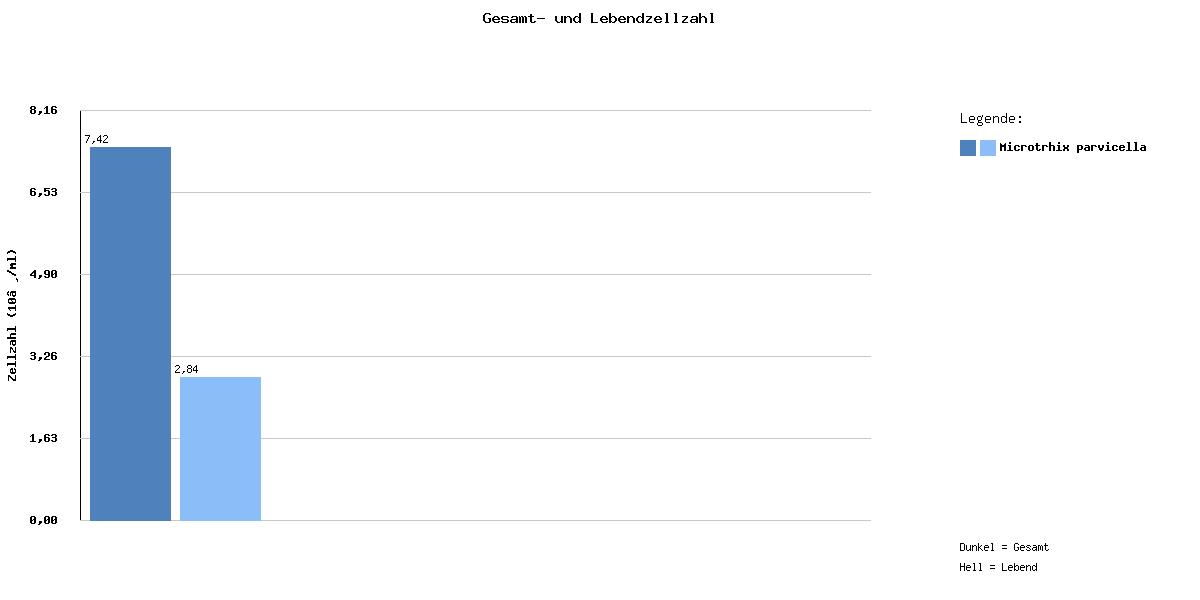 Gesamt- und Lebendzellzahl
8,16
6,53
4,90
3,26
1,63
0,00
Zellzahl (10â ‚/ml)
7,42
2,84
Legende:
Microtrhix parvicella
Dunkel = Gesamt
Hell = Lebend